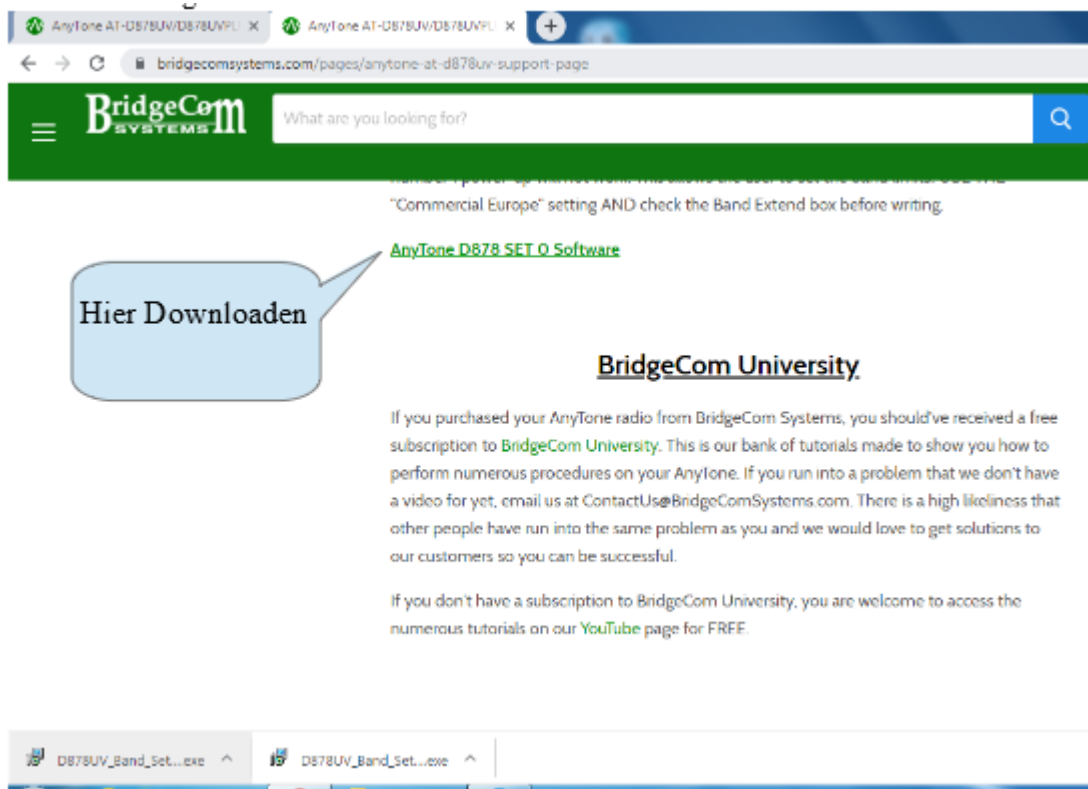 AnyTone AT-D878UV/D878UVPL
AnyTone AT-D878UV/D878UVPL
bridgecomsystems.com/pages/anytone-at-d878uv-support-page
BridgeCom
SYSTEMS
What are you looking for?
"Commercial Europe" setting AND check the Band Extend box before writing.
AnyTone D878 SET 0 Software
Hier Downloaden
BridgeCom University
If you purchased your AnyTone radio from BridgeCom Systems, you should've received a free
subscription to BridgeCom University. This is our bank of tutorials made to show you how to
perform numerous procedures on your AnyTone. If you run into a problem that we don't have
a video for yet, email us at ContactUs@BridgeComSystems.com. There is a high likeliness that
other people have run into the same problem as you and we would love to get solutions to
our customers so you can be successful.
If you don't have a subscription to BridgeCom University, you are welcome to access the
numerous tutorials on our YouTube page for FREE.
D878UV_Band_Set....exe
D878UV_Band_Set....exe